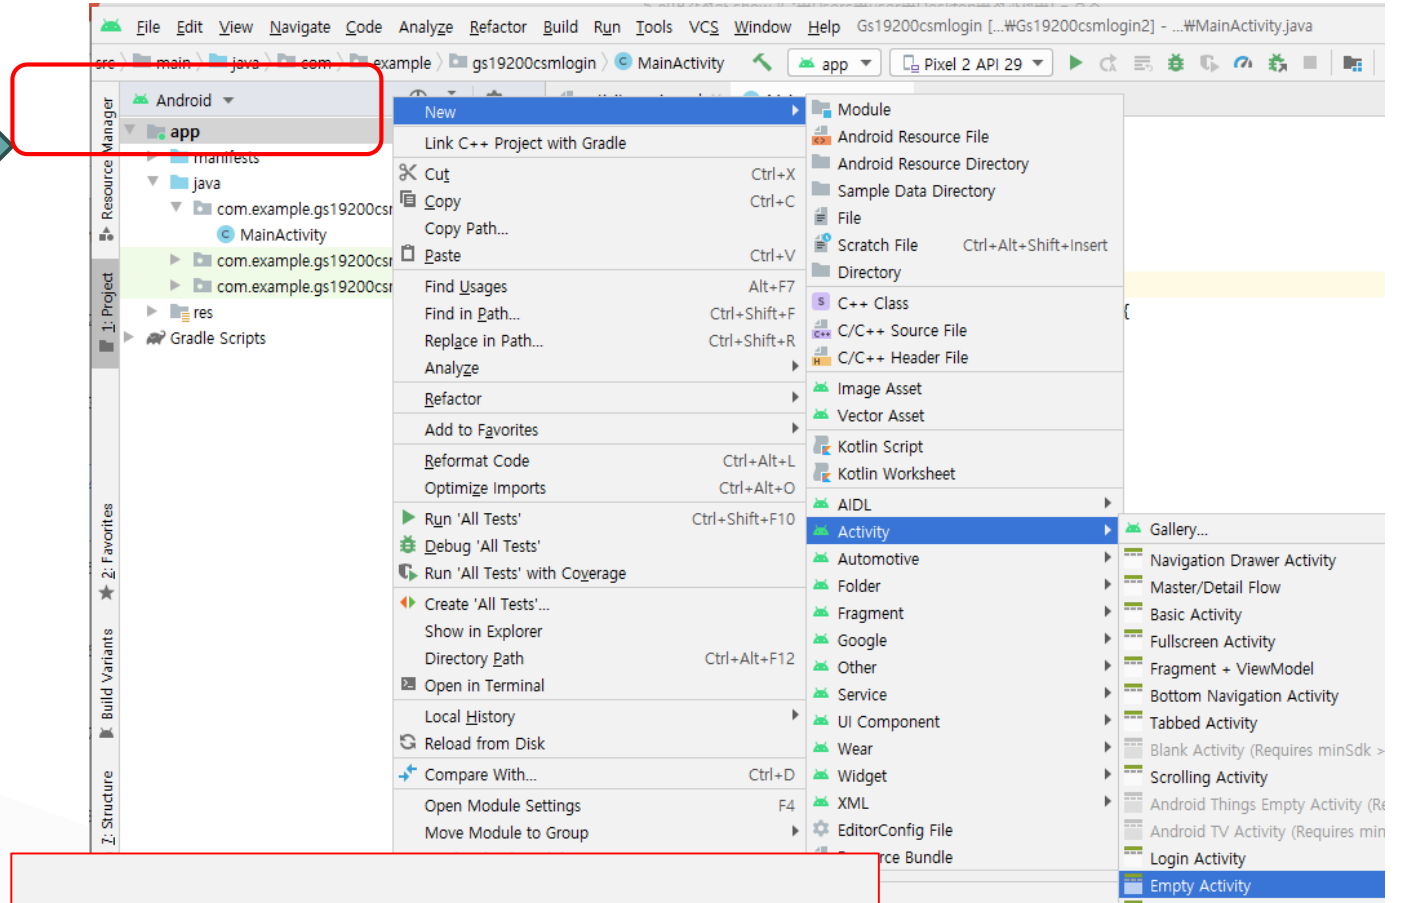 File Edit View Navigate Code Analyze Refactor Build Run Tools VCS Window Help Gs19200csmlogin [...₩Gs19200csmlogin2] - ...₩MainActivity.java
src main java com example gs19200csmlogin MainActivity app Pixel 2 API 29
Android
app
manifests
java
com.example.gs19200csr
MainActivity
com.example.gs19200csr
com.example.gs19200csr
res
Gradle Scripts
Resource Manager
1: Project
2: Favorites
Build Variants
7: Structure
New
Link C++ Project with Gradle
Cut Ctrl+X
Copy Ctrl+C
Copy Path...
Paste Ctrl+V
Find Usages Alt+F7
Find in Path... Ctrl+Shift+F
Replace in Path... Ctrl+Shift+R
Analyze
Refactor
Add to Favorites
Reformat Code Ctrl+Alt+L
Optimize Imports Ctrl+Alt+O
Run 'All Tests' Ctrl+Shift+F10
Debug 'All Tests'
Run 'All Tests' with Coverage
Create 'All Tests'...
Show in Explorer
Directory Path Ctrl+Alt+F12
Open in Terminal
Local History
Reload from Disk
Compare With... Ctrl+D
Open Module Settings F4
Move Module to Group
Module
Android Resource File
Android Resource Directory
Sample Data Directory
File
Scratch File Ctrl+Alt+Shift+Insert
Directory
C++ Class
C/C++ Source File
C/C++ Header File
Image Asset
Vector Asset
Kotlin Script
Kotlin Worksheet
AIDL
Activity
Automotive
Folder
Fragment
Google
Other
Service
UI Component
Wear
Widget
XML
EditorConfig File
rce Bundle
{
Gallery...
Navigation Drawer Activity
Master/Detail Flow
Basic Activity
Fullscreen Activity
Fragment + ViewModel
Bottom Navigation Activity
Tabbed Activity
Blank Activity (Requires minSdk >
Scrolling Activity
Android Things Empty Activity (Re
Android TV Activity (Requires min
Login Activity
Empty Activity